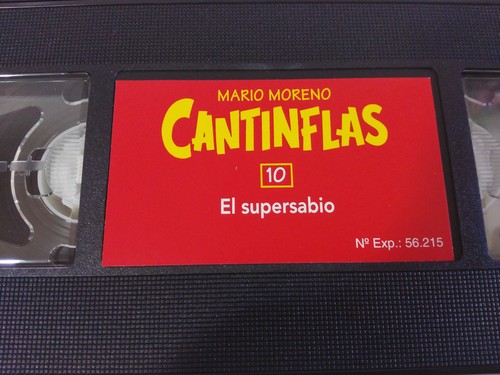 MARIO MORENO
CANTINFLAS
10
El supersabio
Nº Exp.: 56.215